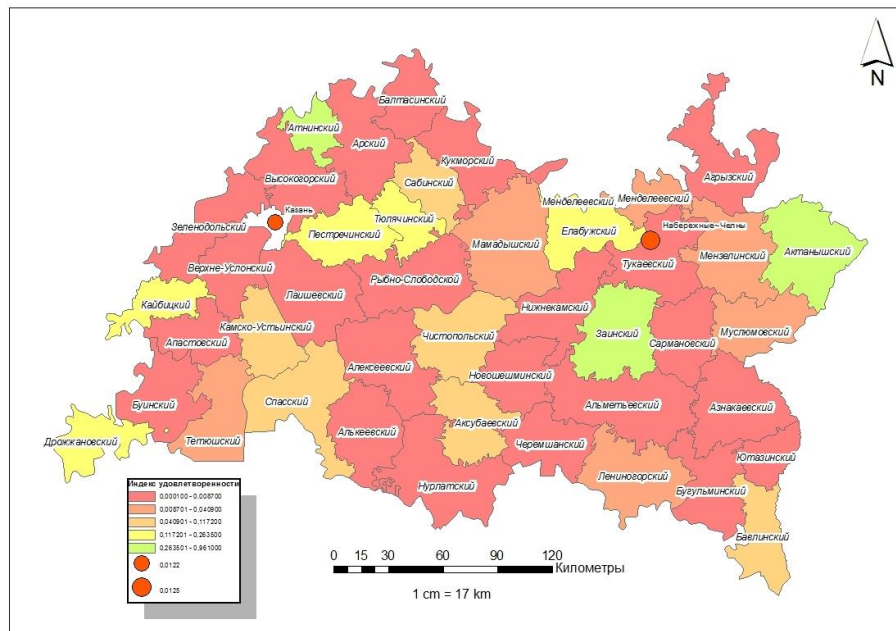 N
Балтасинский
Атнинский
Арский
Кукморский
Высокогорский
Сабинский
Агрызский
Менделеевский
Менделеевский
Казань
Тюлячинский
Зеленодольский
Пестречинский
Елабужский
Набережные-Челны
Мамадышский
Мензелинский
Актанышский
Тукаевский
Верхне-Услонский
Рыбно-Слободской
Лаишевский
Кайбицкий
Нижнекамский
Камско-Устьинский
Заинский
Муслюмовский
Чистопольский
Апастовский
Сармановский
Алексеевский
Новошешминский
Спасский
Буинский
Альметьевский
Азнакаевский
Аксубаевский
Дрожжановский
Тетюшский
Алькеевский
Черемшанский
Ютазинский
Лениногорский
Нурлатский
Бугульминский
Бавлинский
Индекс удовлетворенности
0,000100 - 0,008700
0,008701 - 0,040900
0,040901 - 0,117200
0,117201 - 0,263500
0,263501 - 0,961000
0,0122
0,0125
0 15 30 60 90 120
Километры
1 cm = 17 km